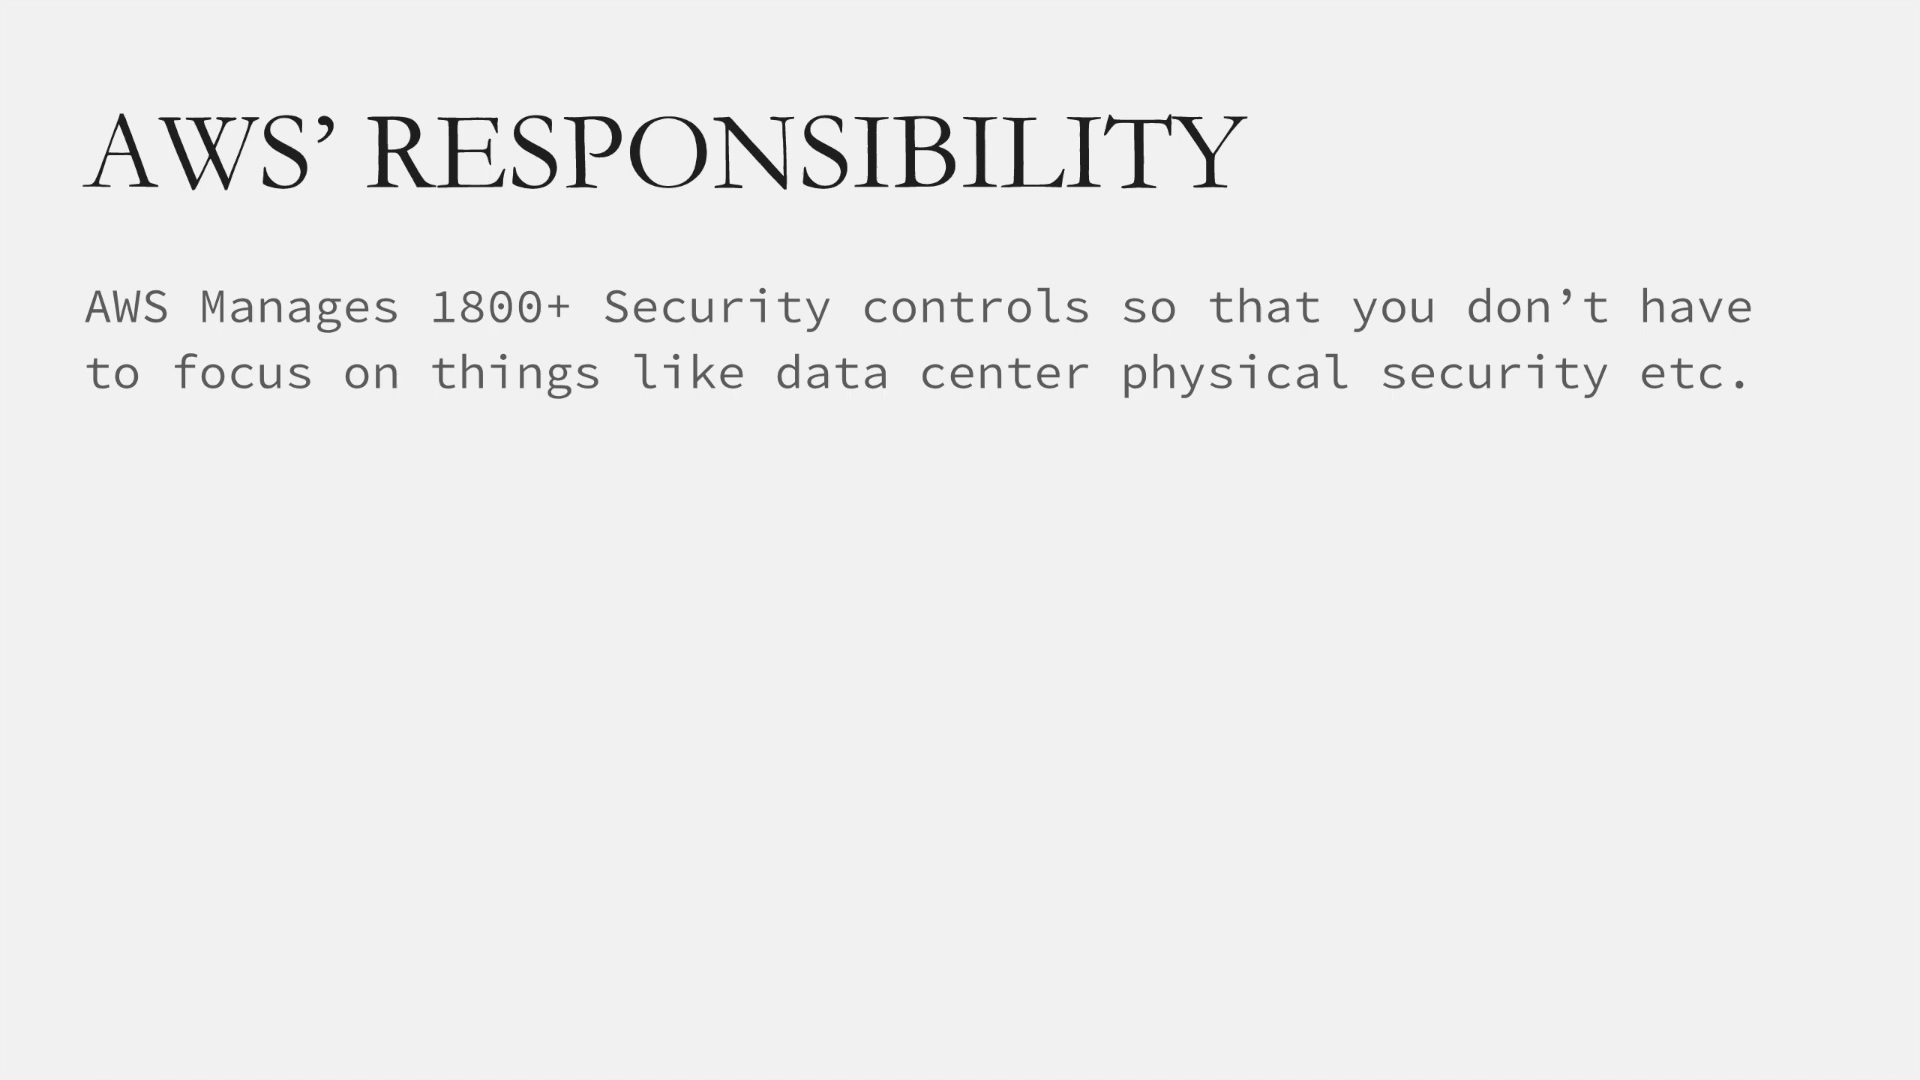 AWS’ RESPONSIBILITY
AWS Manages 1800+ Security controls so that you don’t have
to focus on things like data center physical security etc.